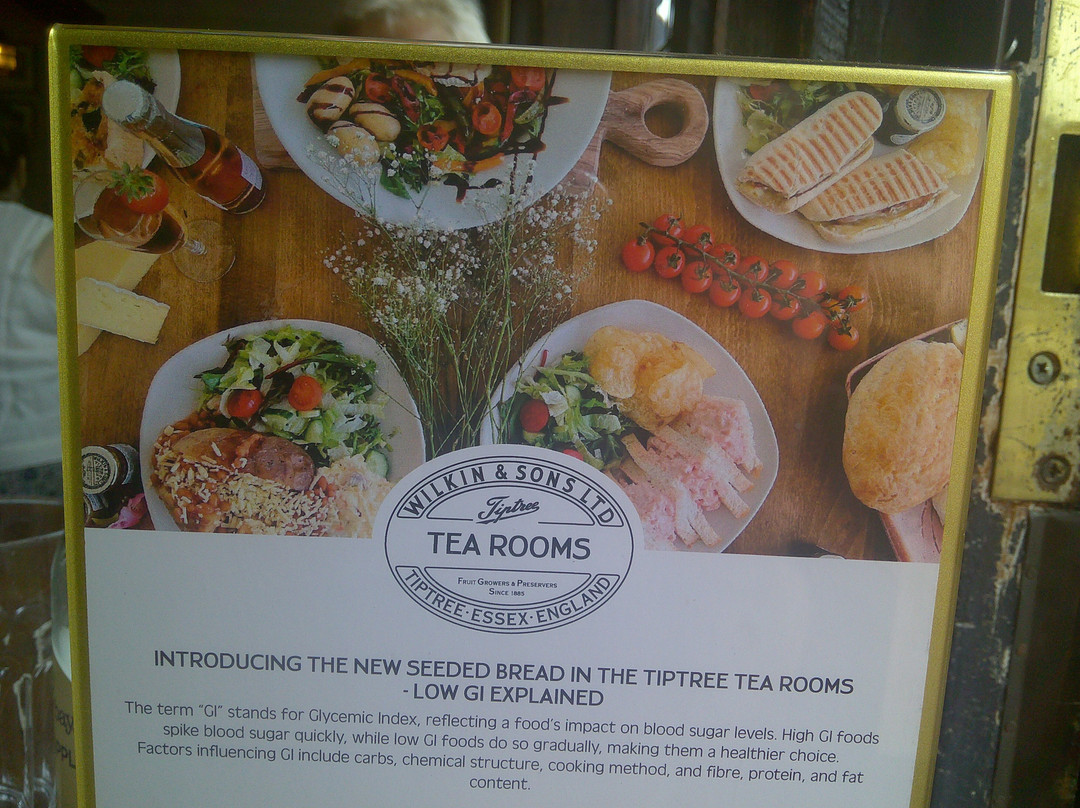 WILKIN & SONS LTD
Tiptree
TEA ROOMS
FRUIT GROWERS & PRESERVERS
SINCE 1885
TIPTREE · ESSEX · ENGLAND
INTRODUCING THE NEW SEEDED BREAD IN THE TIPTREE TEA ROOMS
- LOW GI EXPLAINED
The term "GI" stands for Glycemic Index, reflecting a food's impact on blood sugar levels. High GI foods
spike blood sugar quickly, while low GI foods do so gradually, making them a healthier choice.
Factors influencing GI include carbs, chemical structure, cooking method, and fibre, protein, and fat
content.